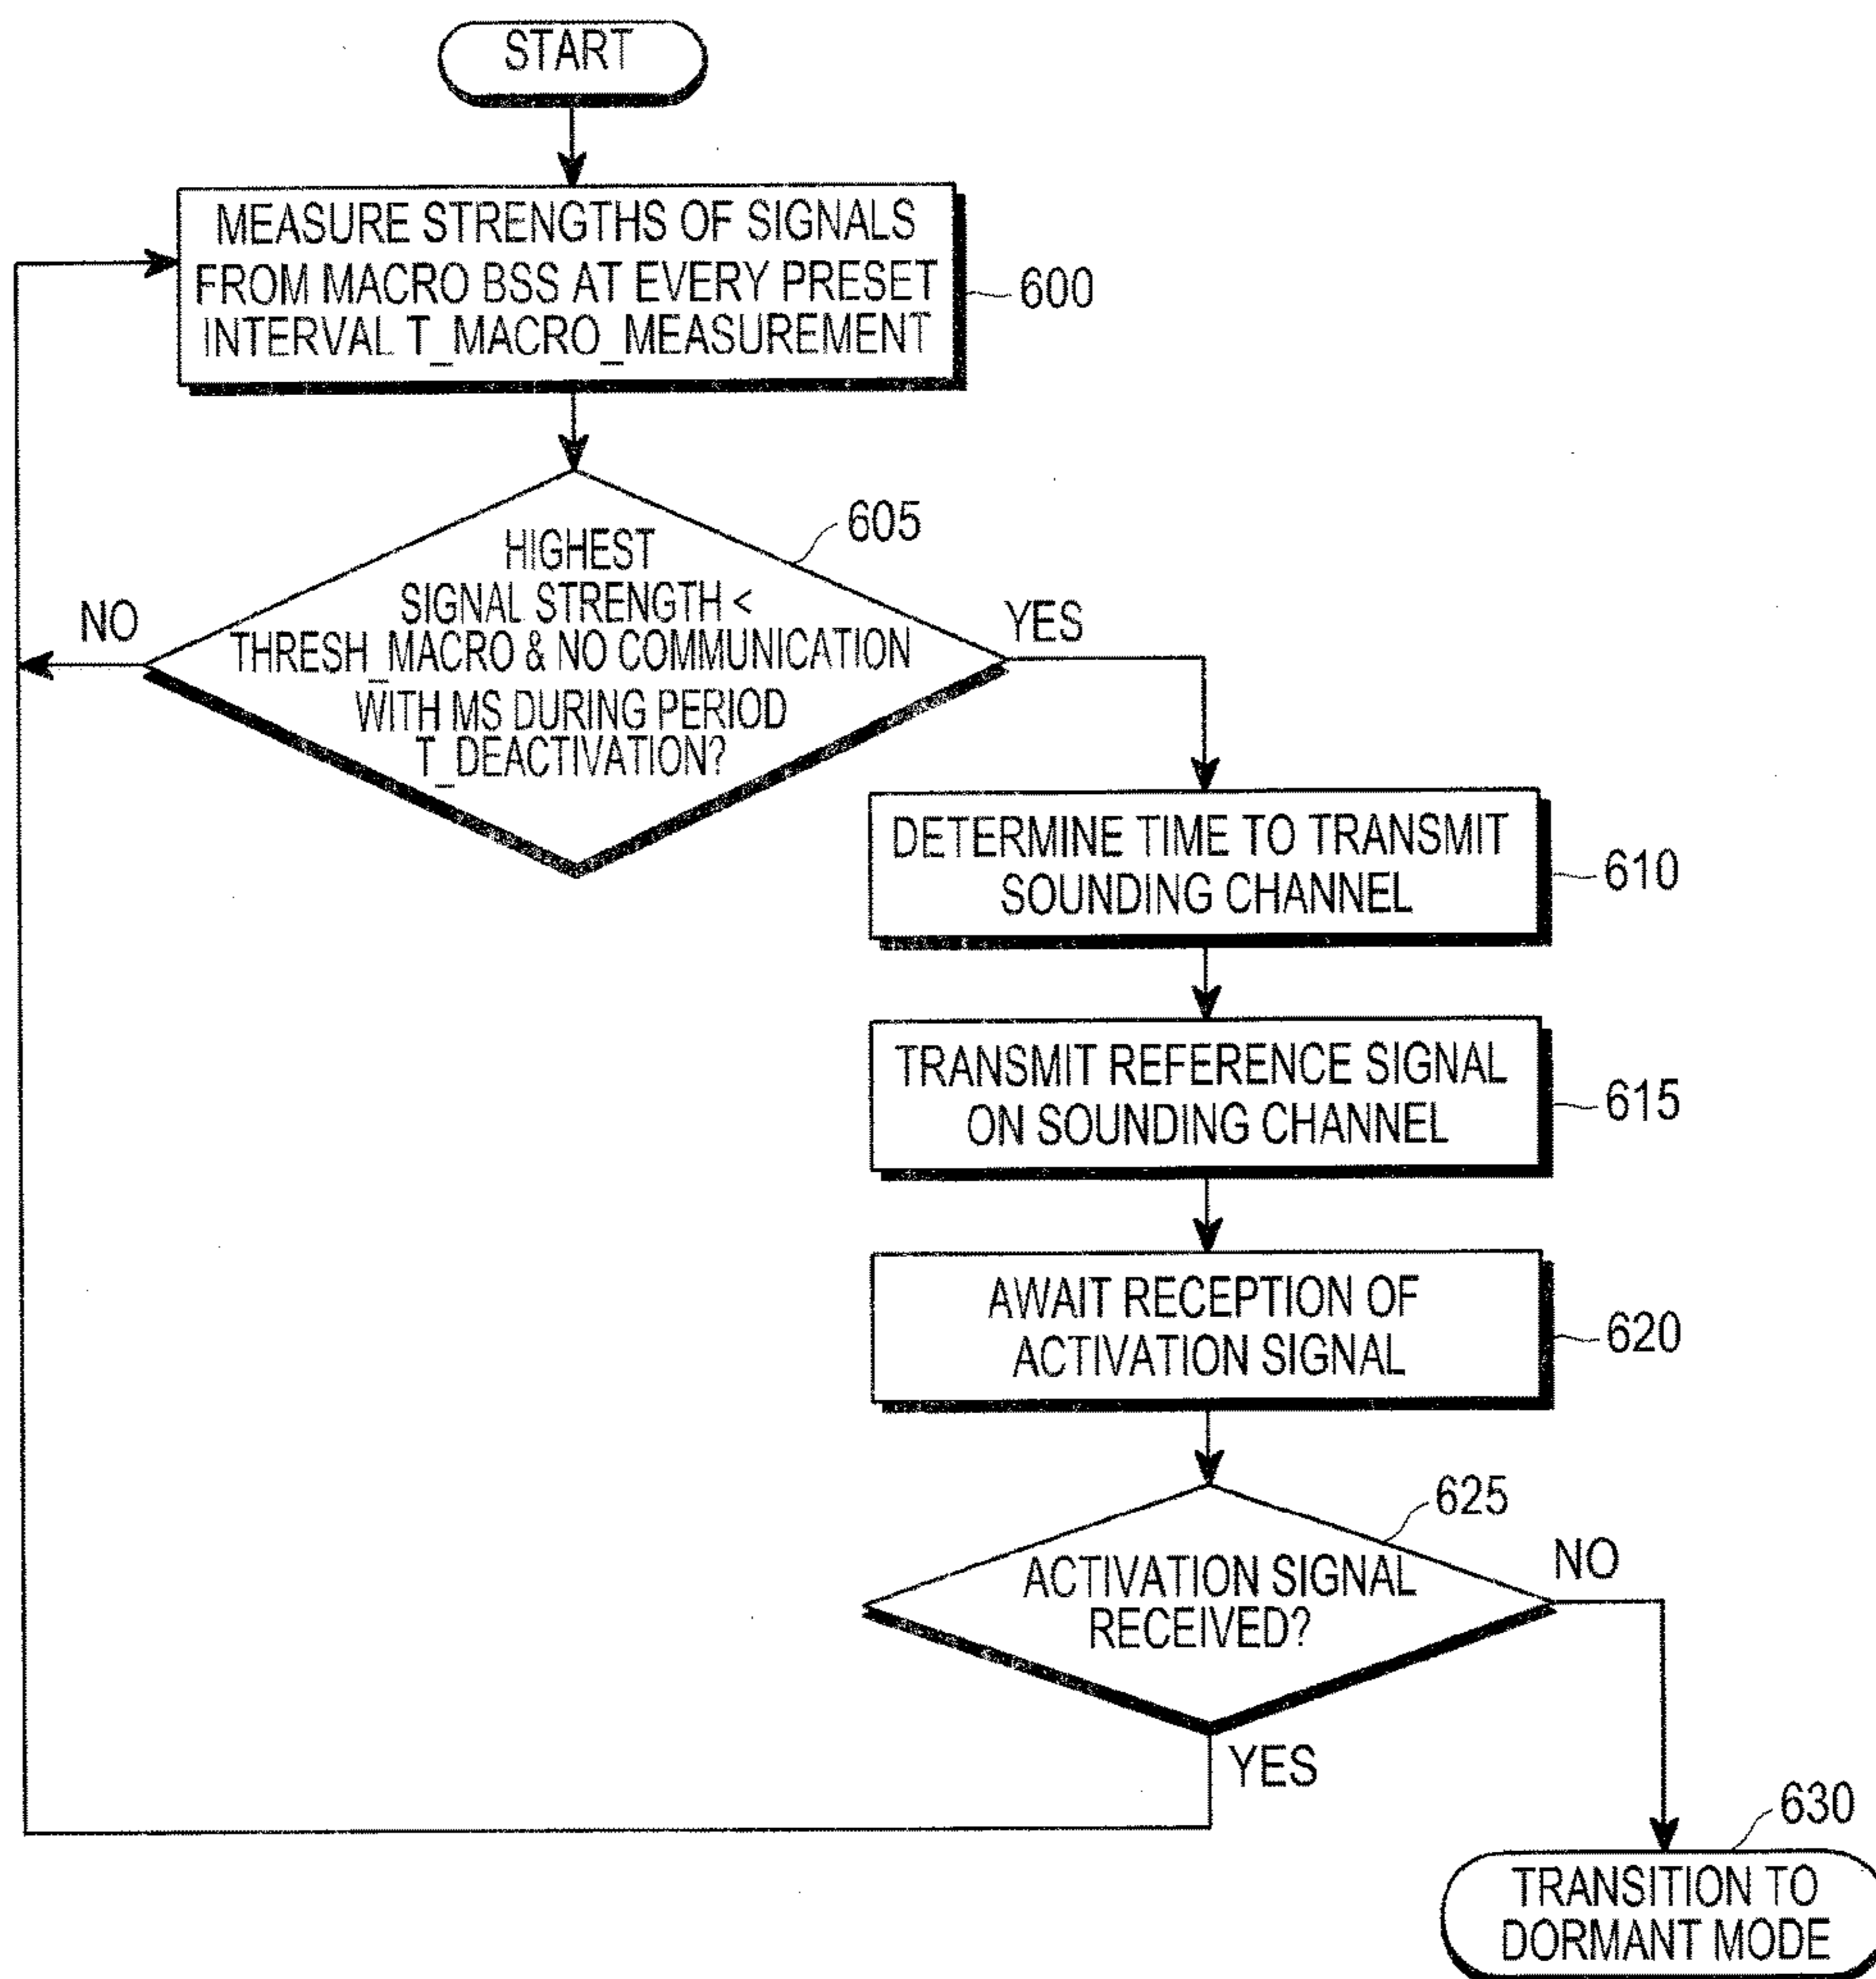 START
MEASURE STRENGTHS OF SIGNALS
FROM MACRO BSS AT EVERY PRESET
INTERVAL T_MACRO_MEASUREMENT
600
605
HIGHEST
SIGNAL STRENGTH <
THRESH_MACRO & NO COMMUNICATION
WITH MS DURING PERIOD
T_DEACTIVATION?
NO
YES
DETERMINE TIME TO TRANSMIT
SOUNDING CHANNEL
610
TRANSMIT REFERENCE SIGNAL
ON SOUNDING CHANNEL
615
AWAIT RECEPTION OF
ACTIVATION SIGNAL
620
625
ACTIVATION SIGNAL
RECEIVED?
NO
YES
630
TRANSITION TO
DORMANT MODE